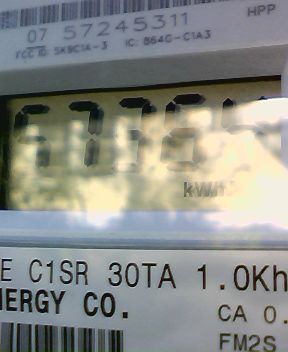 HPP
07 57245311
FCC ID: SK9C1A-3 IC: 864G-C1A3
kWh
E C1SR 30TA 1.0Kh
NERGY CO.
CA 0.
FM2S